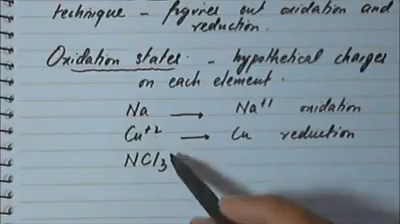 technique - figures out oxidation and
reduction.
Oxidation states - hypothetical charges
on each element.
Na → Na⁺¹ oxidation
Cu⁺² → Cu reduction
NCl₃